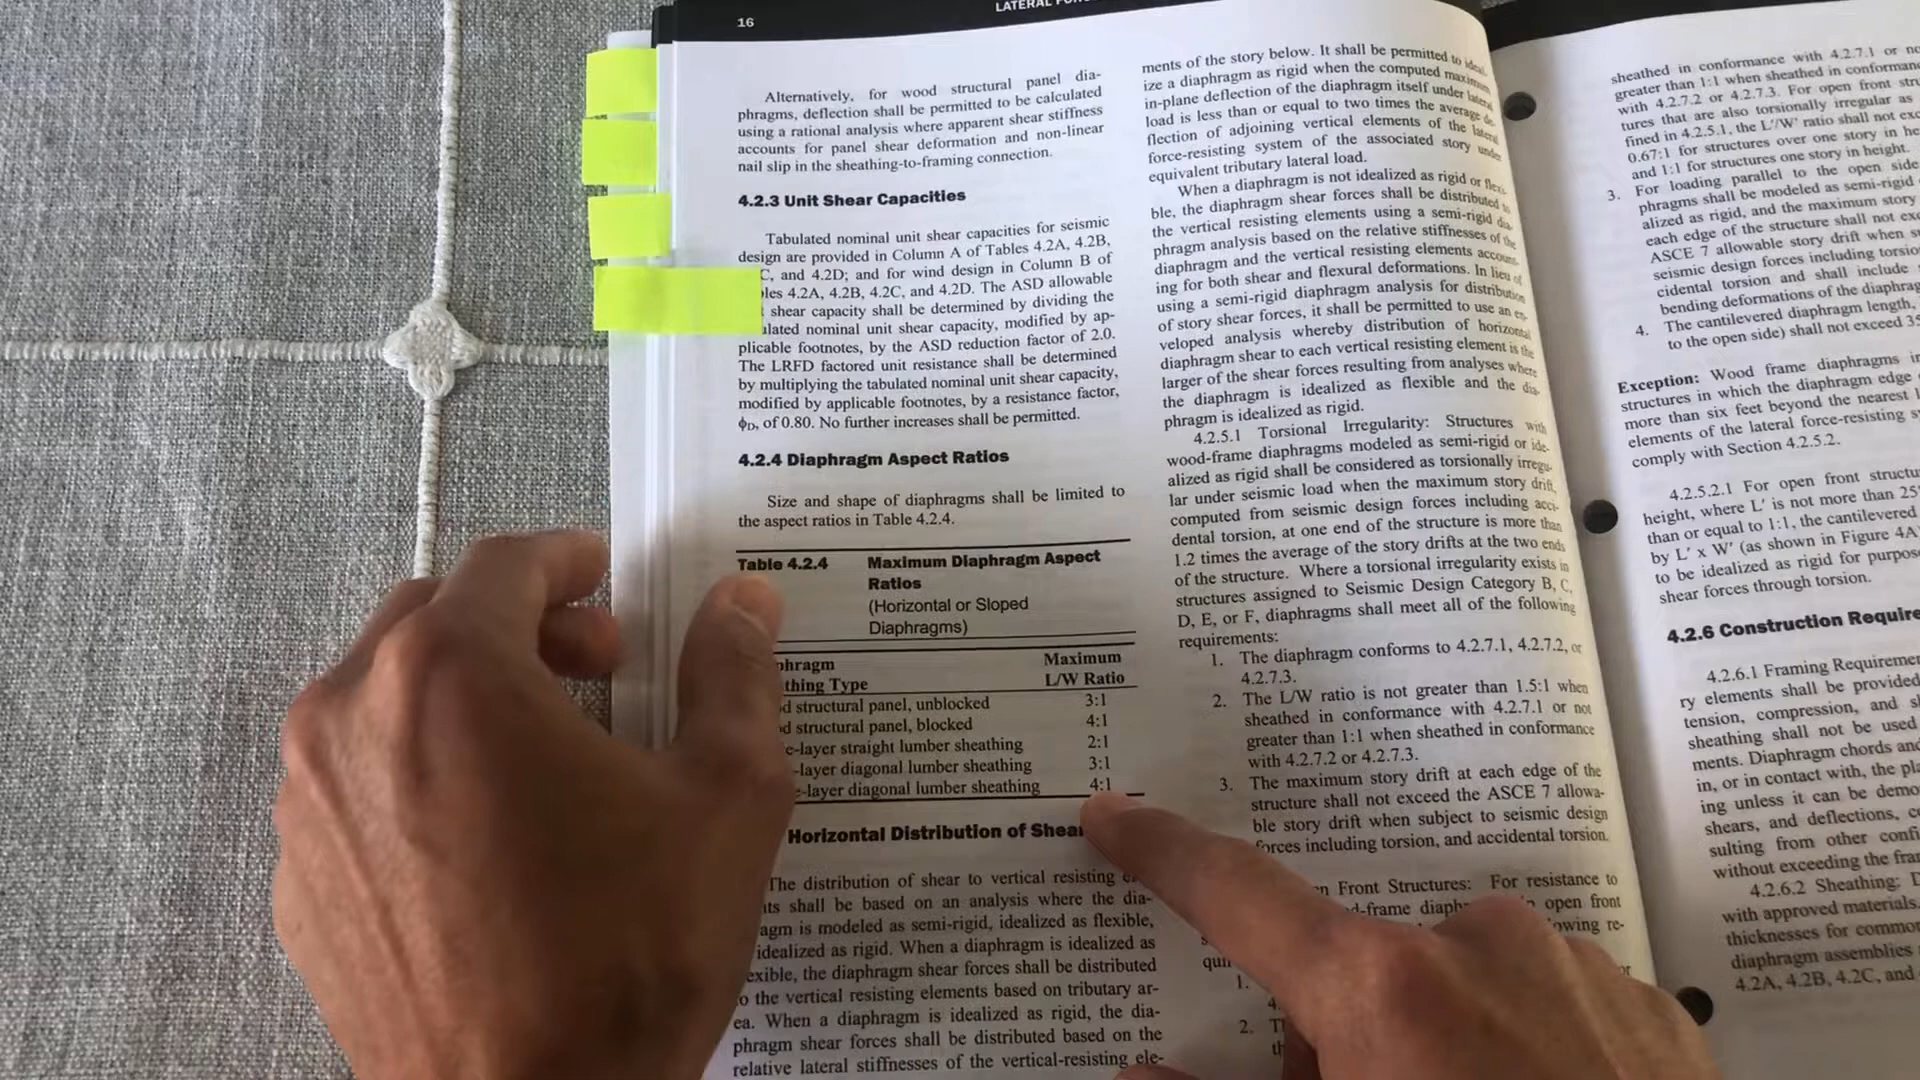 16
LATERAL
Alternatively, for wood structural panel dia-
phragms, deflection shall be permitted to be calculated
using a rational analysis where apparent shear stiffness
accounts for panel shear deformation and non-linear
nail slip in the sheathing-to-framing connection.
4.2.3 Unit Shear Capacities
Tabulated nominal unit shear capacities for seismic
design are provided in Column A of Tables 4.2A, 4.2B,
C, and 4.2D; and for wind design in Column B of
les 4.2A, 4.2B, 4.2C, and 4.2D. The ASD allowable
shear capacity shall be determined by dividing the
lated nominal unit shear capacity, modified by ap-
plicable footnotes, by the ASD reduction factor of 2.0.
The LRFD factored unit resistance shall be determined
by multiplying the tabulated nominal unit shear capacity,
modified by applicable footnotes, by a resistance factor,
ϕD, of 0.80. No further increases shall be permitted.
4.2.4 Diaphragm Aspect Ratios
Size and shape of diaphragms shall be limited to
the aspect ratios in Table 4.2.4.
Table 4.2.4 Maximum Diaphragm Aspect
Ratios
(Horizontal or Sloped
Diaphragms)
phragm Maximum
thing Type L/W Ratio
d structural panel, unblocked 3:1
d structural panel, blocked 4:1
e-layer straight lumber sheathing 2:1
-layer diagonal lumber sheathing 3:1
-layer diagonal lumber sheathing 4:1
Horizontal Distribution of Shear
The distribution of shear to vertical resisting
ts shall be based on an analysis where the dia-
agm is modeled as semi-rigid, idealized as flexible,
idealized as rigid. When a diaphragm is idealized as
exible, the diaphragm shear forces shall be distributed
o the vertical resisting elements based on tributary ar-
ea. When a diaphragm is idealized as rigid, the dia-
phragm shear forces shall be distributed based on the
relative lateral stiffnesses of the vertical-resisting ele-
ments of the story below. It shall be permitted to ideal-
ize a diaphragm as rigid when the computed maximum
in-plane deflection of the diaphragm itself under lateral
load is less than or equal to two times the average de-
flection of adjoining vertical elements of the lateral
force-resisting system of the associated story under
equivalent tributary lateral load.
When a diaphragm is not idealized as rigid or flexi-
ble, the diaphragm shear forces shall be distributed to
the vertical resisting elements using a semi-rigid dia-
phragm analysis based on the relative stiffnesses of the
diaphragm and the vertical resisting elements account-
ing for both shear and flexural deformations. In lieu of
using a semi-rigid diaphragm analysis for distribution
of story shear forces, it shall be permitted to use an en-
veloped analysis whereby distribution of horizontal
diaphragm shear to each vertical resisting element is the
larger of the shear forces resulting from analyses where
the diaphragm is idealized as flexible and the dia-
phragm is idealized as rigid.
4.2.5.1 Torsional Irregularity: Structures with
wood-frame diaphragms modeled as semi-rigid or ide-
alized as rigid shall be considered as torsionally irregu-
lar under seismic load when the maximum story drift,
computed from seismic design forces including acci-
dental torsion, at one end of the structure is more than
1.2 times the average of the story drifts at the two ends
of the structure. Where a torsional irregularity exists in
structures assigned to Seismic Design Category B, C,
D, E, or F, diaphragms shall meet all of the following
requirements:
1. The diaphragm conforms to 4.2.7.1, 4.2.7.2, or
4.2.7.3.
2. The L/W ratio is not greater than 1.5:1 when
sheathed in conformance with 4.2.7.1 or not
greater than 1:1 when sheathed in conformance
with 4.2.7.2 or 4.2.7.3.
3. The maximum story drift at each edge of the
structure shall not exceed the ASCE 7 allowa-
ble story drift when subject to seismic design
forces including torsion, and accidental torsion.
n Front Structures: For resistance to
-frame diaph open front
owing re-
qui
1.
4.
2. T
th
sheathed in conformance with 4.2.7.1 or no
greater than 1:1 when sheathed in conformanc
with 4.2.7.2 or 4.2.7.3. For open front stru
tures that are also torsionally irregular as
fined in 4.2.5.1, the L'/W' ratio shall not exc
0.67:1 for structures over one story in he
and 1:1 for structures one story in height.
3. For loading parallel to the open side
phragms shall be modeled as semi-rigid
alized as rigid, and the maximum story
each edge of the structure shall not exc
ASCE 7 allowable story drift when s
seismic design forces including torsio
cidental torsion and shall include
bending deformations of the diaphrag
4. The cantilevered diaphragm length,
to the open side) shall not exceed 35
Exception: Wood frame diaphragms in
structures in which the diaphragm edge
more than six feet beyond the nearest l
elements of the lateral force-resisting s
comply with Section 4.2.5.2.
4.2.5.2.1 For open front structu
height, where L' is not more than 25
than or equal to 1:1, the cantilevered
by L' x W' (as shown in Figure 4A
to be idealized as rigid for purpos
shear forces through torsion.
4.2.6 Construction Require
4.2.6.1 Framing Requiremen
ry elements shall be provided
tension, compression, and sh
sheathing shall not be used
ments. Diaphragm chords and
in, or in contact with, the pla
ing unless it can be demo
shears, and deflections, c
sulting from other confi
without exceeding the fran
4.2.6.2 Sheathing: D
with approved materials.
thicknesses for common
diaphragm assemblies
4.2A, 4.2B, 4.2C, and